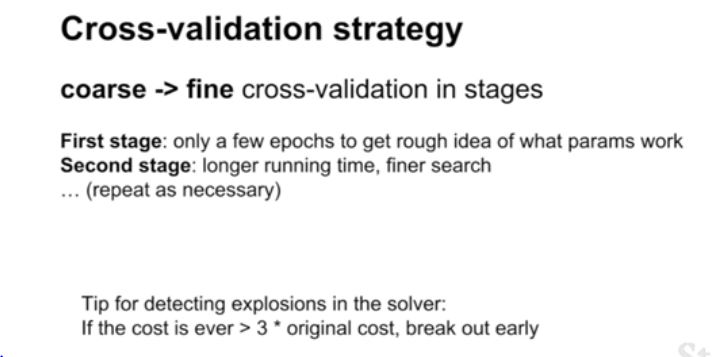 Cross-validation strategy
coarse -> fine cross-validation in stages
First stage: only a few epochs to get rough idea of what params work
Second stage: longer running time, finer search
… (repeat as necessary)
Tip for detecting explosions in the solver:
If the cost is ever > 3 * original cost, break out early